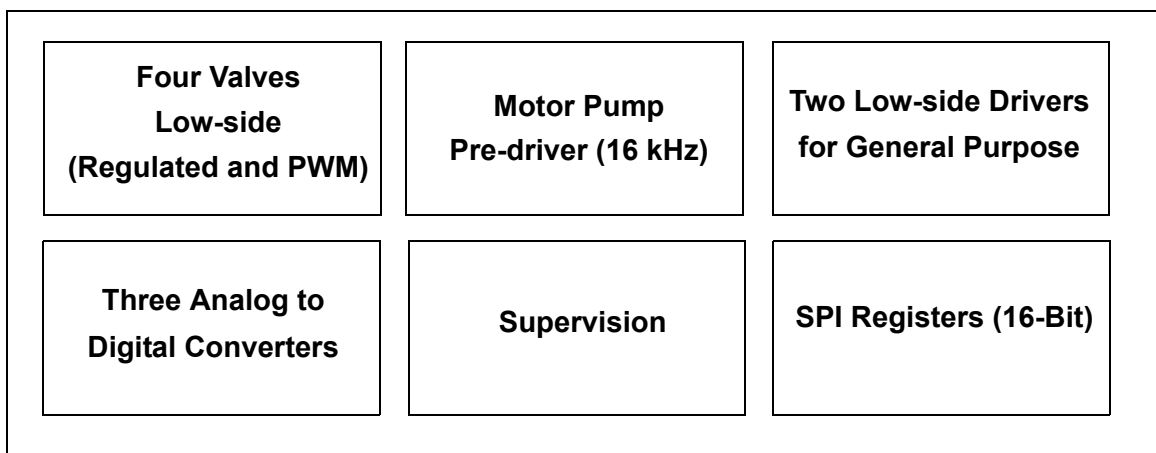 Four Valves
Low-side
(Regulated and PWM)
Motor Pump
Pre-driver (16 kHz)
Two Low-side Drivers
for General Purpose
Three Analog to
Digital Converters
Supervision
SPI Registers (16-Bit)